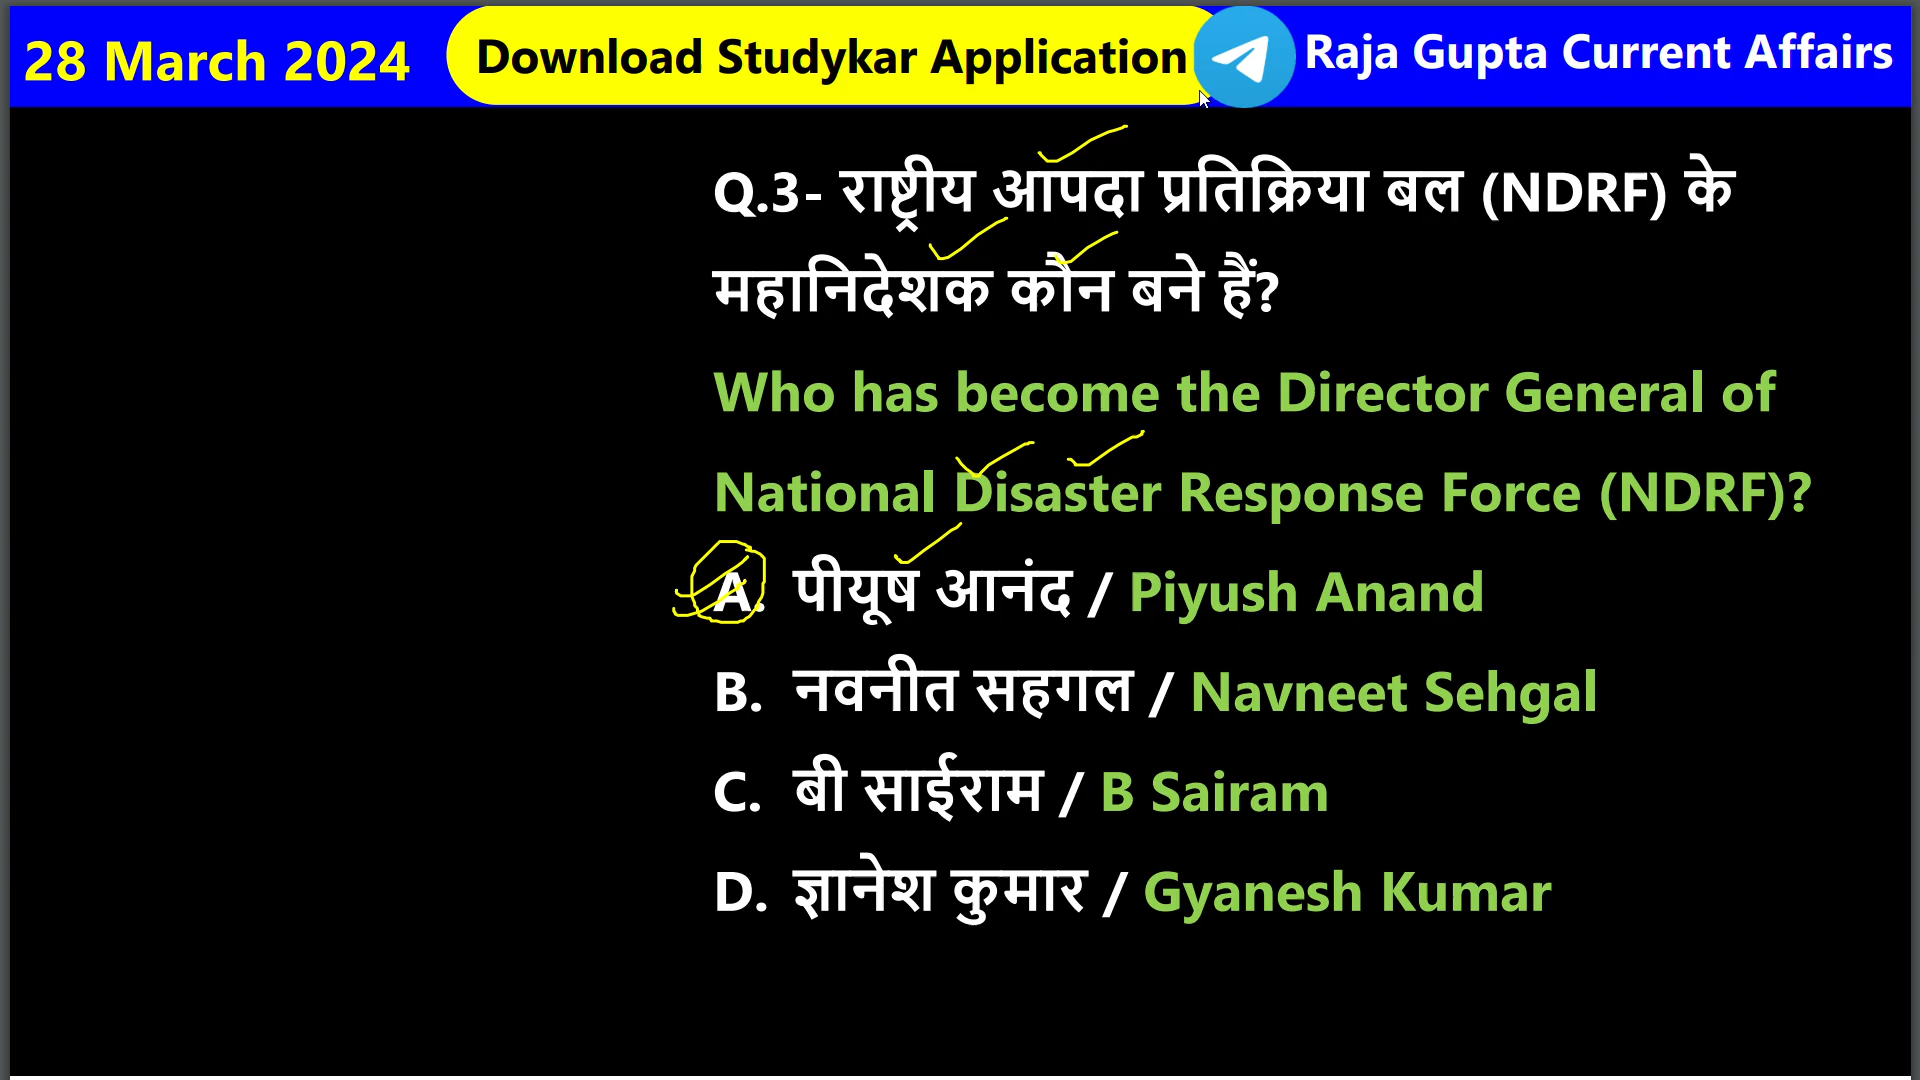 28 March 2024
Download Studykar Application
Raja Gupta Current Affairs
Q.3- राष्ट्रीय आपदा प्रतिक्रिया बल (NDRF) के
महानिदेशक कौन बने हैं?
Who has become the Director General of
National Disaster Response Force (NDRF)?
A. पीयूष आनंद / Piyush Anand
B. नवनीत सहगल / Navneet Sehgal
C. बी साईराम / B Sairam
D. ज्ञानेश कुमार / Gyanesh Kumar